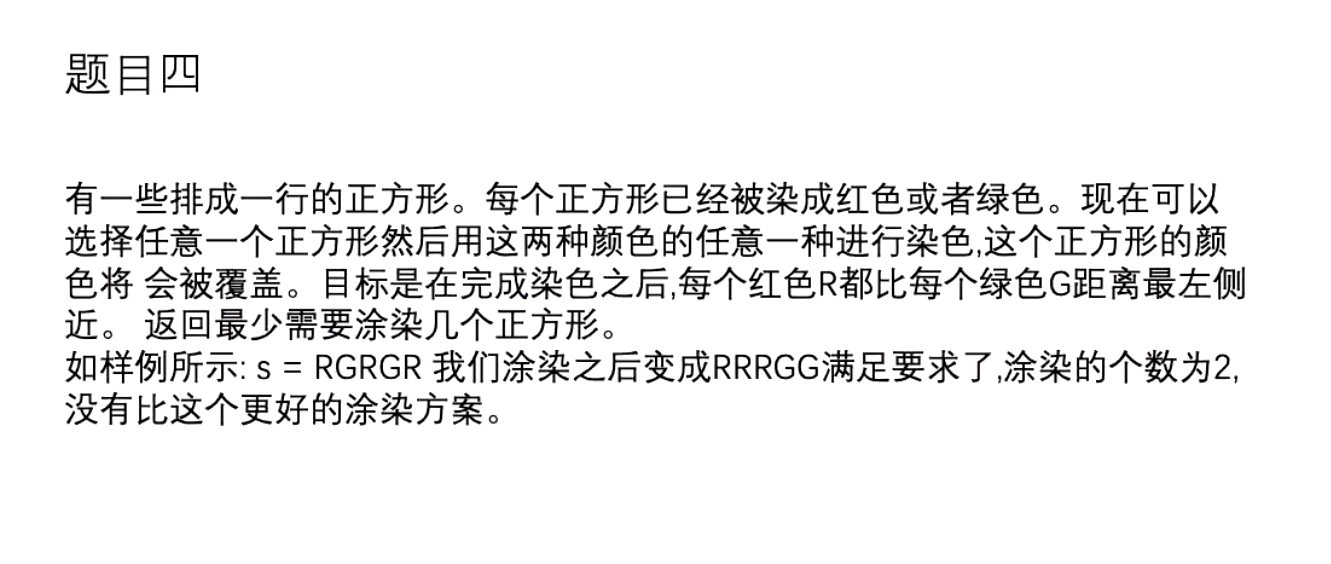 题目四
有一些排成一行的正方形。每个正方形已经被染成红色或者绿色。现在可以
选择任意一个正方形然后用这两种颜色的任意一种进行染色,这个正方形的颜
色将 会被覆盖。目标是在完成染色之后,每个红色R都比每个绿色G距离最左侧
近。 返回最少需要涂染几个正方形。
如样例所示: s = RGRGR 我们涂染之后变成RRRGG满足要求了,涂染的个数为2,
没有比这个更好的涂染方案。